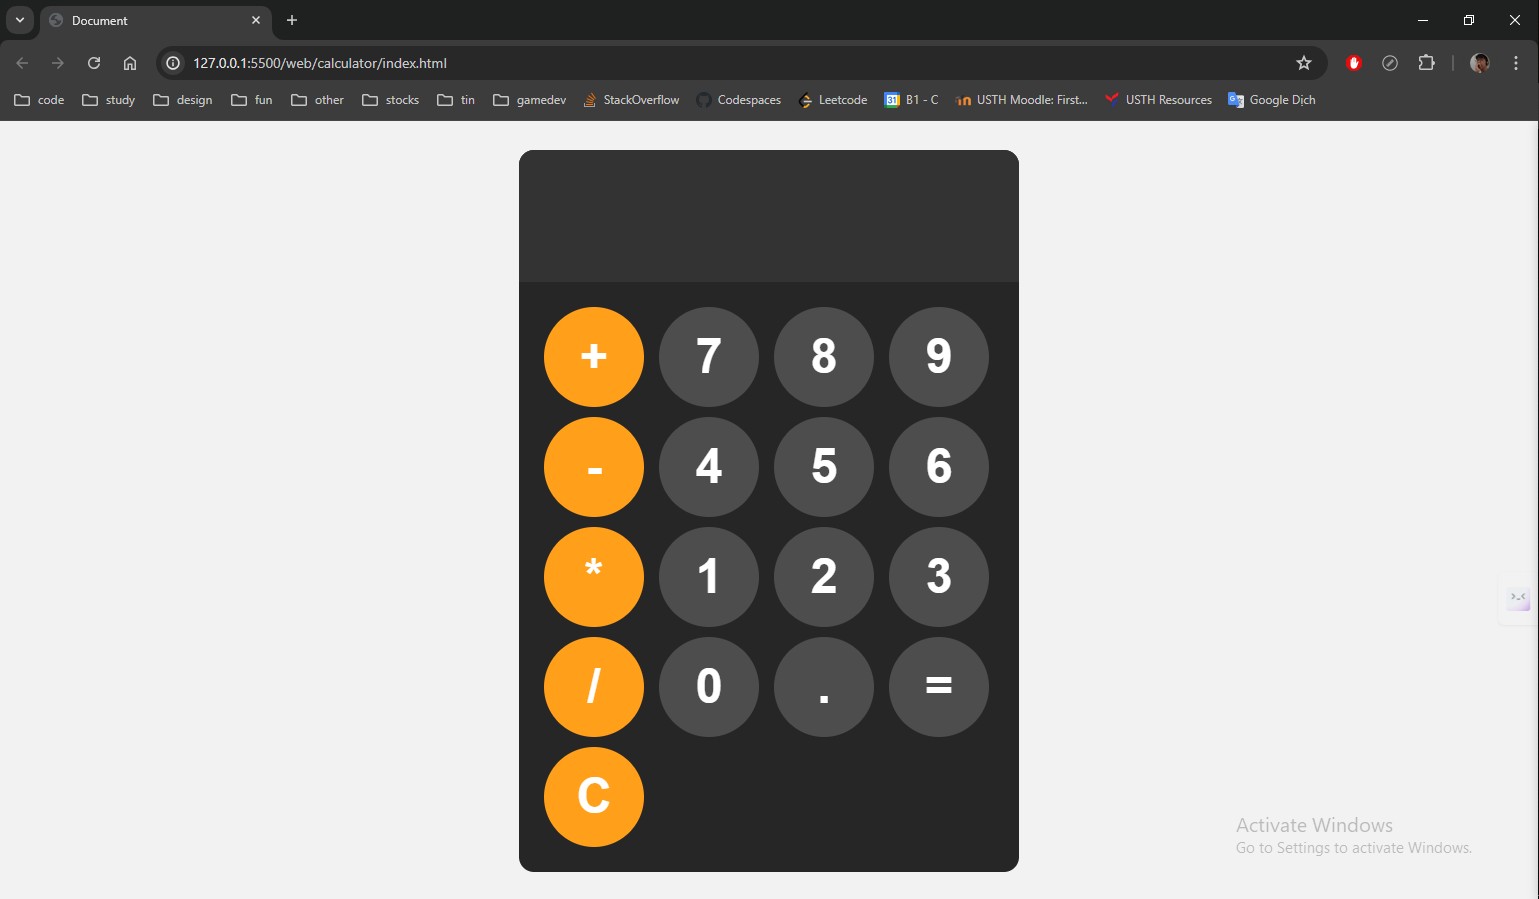 Document
127.0.0.1:5500/web/calculator/index.html
code study design fun other stocks tin gamedev StackOverflow Codespaces Leetcode 31 B1 - C USTH Moodle: First... USTH Resources Google Dịch
+ 7 8 9
- 4 5 6
* 1 2 3
/ 0 . =
C
Activate Windows
Go to Settings to activate Windows.